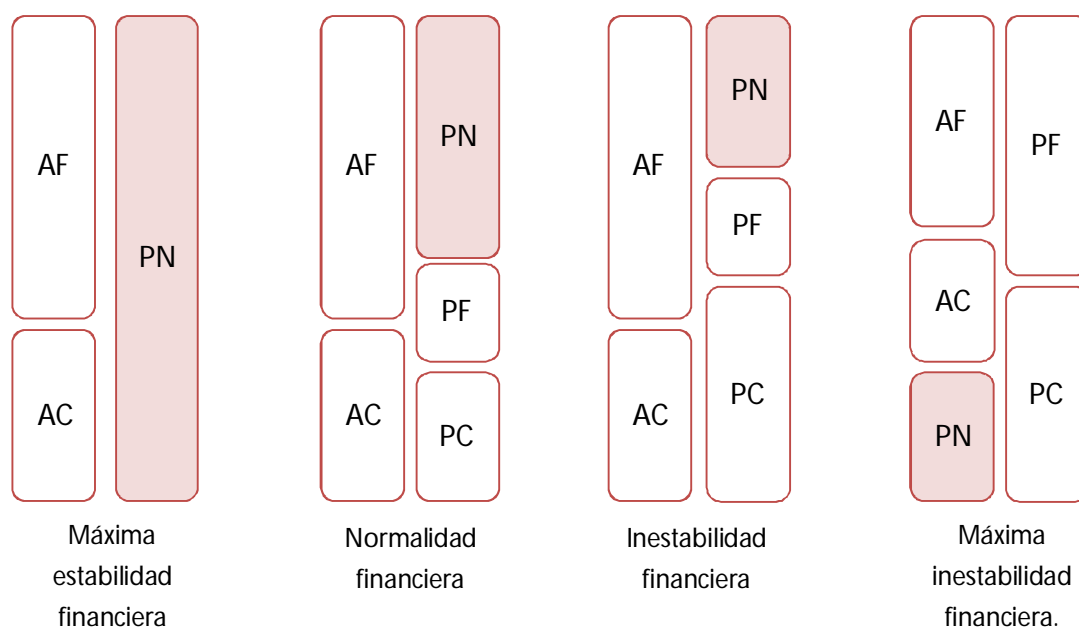 AF
PN
AC
Máxima
estabilidad
financiera
AF
PN
PF
AC
PC
Normalidad
financiera
AF
PN
PF
AC
PC
Inestabilidad
financiera
AF
PF
AC
PC
PN
Máxima
inestabilidad
financiera.